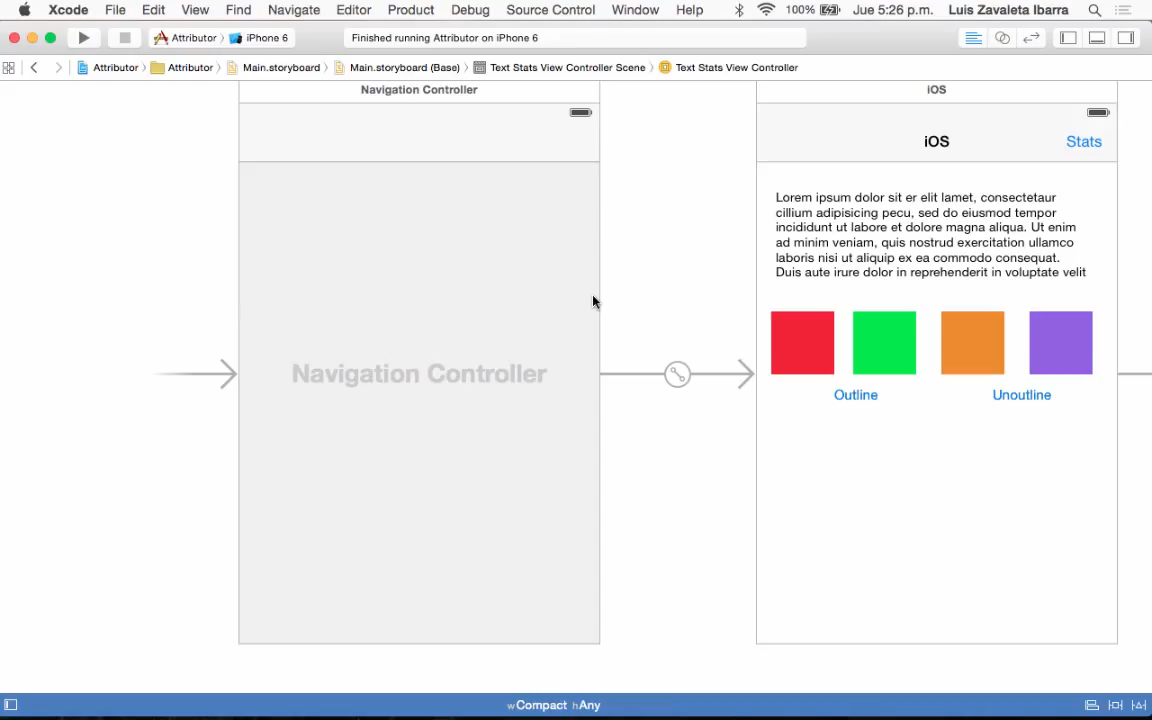 Xcode File Edit View Find Navigate Editor Product Debug Source Control Window Help 100% Jue 5:26 p.m. Luis Zavaleta Ibarra
Attributor iPhone 6 Finished running Attributor on iPhone 6
Attributor Attributor Main.storyboard Main.storyboard (Base) Text Stats View Controller Scene Text Stats View Controller
Navigation Controller
iOS
iOS
Stats
Lorem ipsum dolor sit er elit lamet, consectetaur
cillium adipisicing pecu, sed do eiusmod tempor
incididunt ut labore et dolore magna aliqua. Ut enim
ad minim veniam, quis nostrud exercitation ullamco
laboris nisi ut aliquip ex ea commodo consequat.
Duis aute irure dolor in reprehenderit in voluptate velit
Navigation Controller
Outline
Unoutline
wCompact hAny